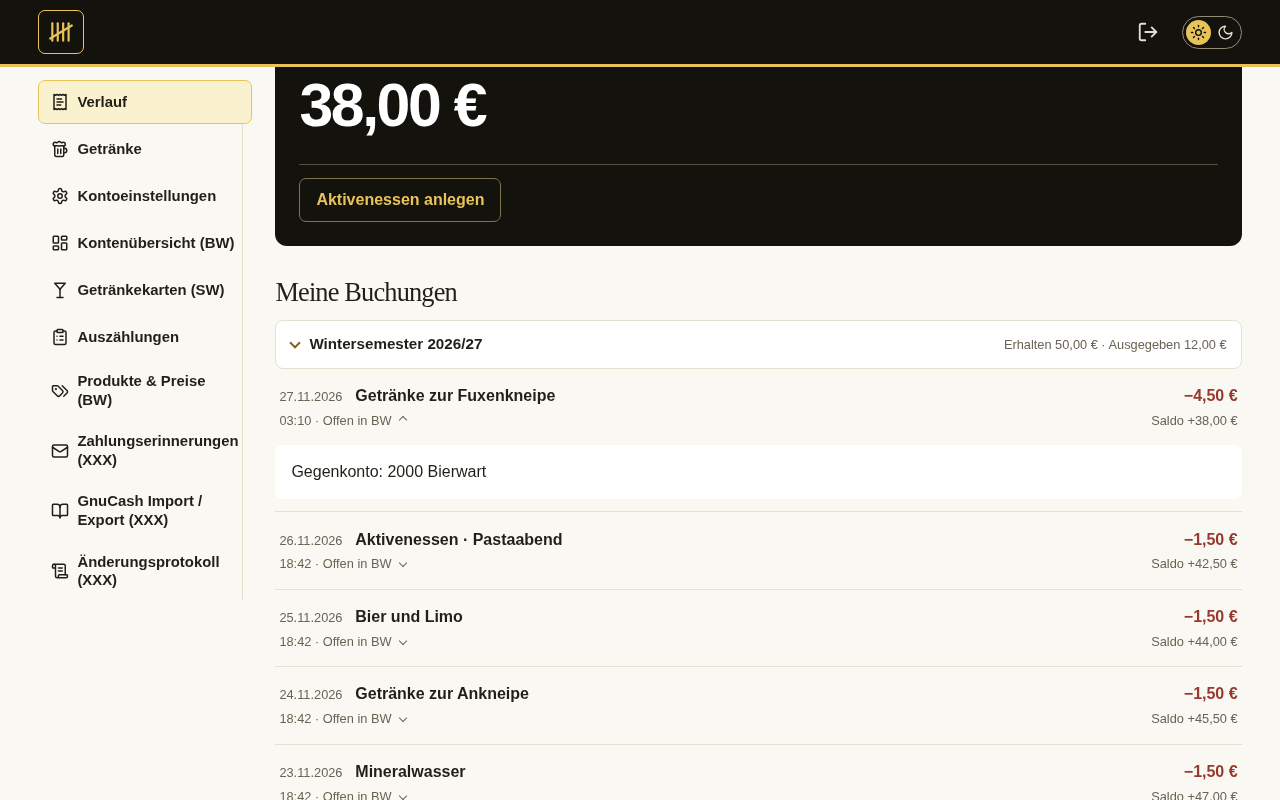 38,00 €
Aktivenessen anlegen
Verlauf
Getränke
Kontoeinstellungen
Kontenübersicht (BW)
Getränkekarten (SW)
Auszählungen
Produkte & Preise
(BW)
Zahlungserinnerungen
(XXX)
GnuCash Import /
Export (XXX)
Änderungsprotokoll
(XXX)
Meine Buchungen
Wintersemester 2026/27 Erhalten 50,00 € · Ausgegeben 12,00 €
27.11.2026 Getränke zur Fuxenkneipe −4,50 €
03:10 · Offen in BW Saldo +38,00 €
Gegenkonto: 2000 Bierwart
26.11.2026 Aktivenessen · Pastaabend −1,50 €
18:42 · Offen in BW Saldo +42,50 €
25.11.2026 Bier und Limo −1,50 €
18:42 · Offen in BW Saldo +44,00 €
24.11.2026 Getränke zur Ankneipe −1,50 €
18:42 · Offen in BW Saldo +45,50 €
23.11.2026 Mineralwasser −1,50 €
18:42 · Offen in BW Saldo +47,00 €